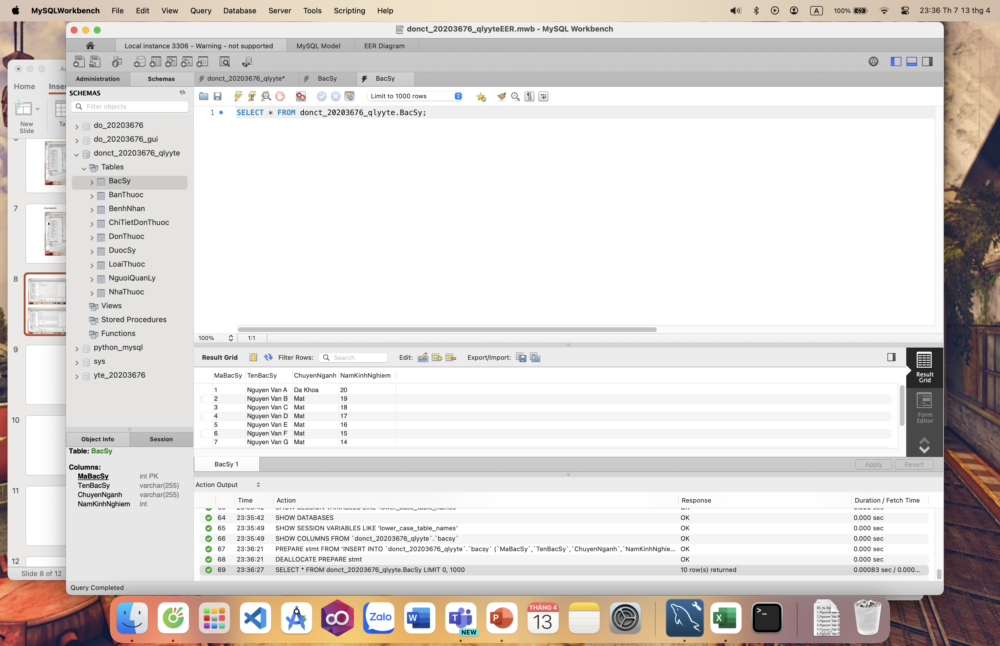 MySQLWorkbench File Edit View Query Database Server Tools Scripting Help
A 100% 23:36 Th 7 13 thg 4
donct_20203676_qlyyteEER.mwb - MySQL Workbench
Local instance 3306 - Warning - not supported MySQL Model EER Diagram
Home
New
Slide
7
8
9
10
11
12
Slide 8 of 12
Administration Schemas
donct_20203676_qlyyte* BacSy BacSy
SCHEMAS
Filter objects
do_20203676
do_20203676_gui
donct_20203676_qlyyte
Tables
BacSy
BanThuoc
BenhNhan
ChiTietDonThuoc
DonThuoc
DuocSy
LoaiThuoc
NguoiQuanLy
NhaThuoc
Views
Stored Procedures
Functions
python_mysql
sys
yte_20203676
Object Info Session
Table: BacSy
Columns:
MaBacSy int PK
TenBacSy varchar(255)
ChuyenNganh varchar(255)
NamKinhNghiem int
Limit to 1000 rows
1 SELECT * FROM donct_20203676_qlyyte.BacSy;
100% 1:1
Result Grid Filter Rows: Search Edit: Export/Import:
MaBacSy TenBacSy ChuyenNganh NamKinhNghiem
1 Nguyen Van A Da Khoa 20
2 Nguyen Van B Mat 19
3 Nguyen Van C Mat 18
4 Nguyen Van D Mat 17
5 Nguyen Van E Mat 16
6 Nguyen Van F Mat 15
7 Nguyen Van G Mat 14
Result
Grid
Form
Editor
BacSy 1 Apply Revert
Action Output
Time Action Response Duration / Fetch Time
64 23:35:42 SHOW DATABASES OK 0.000 sec
65 23:35:49 SHOW SESSION VARIABLES LIKE 'lower_case_table_names' OK 0.000 sec
66 23:35:49 SHOW COLUMNS FROM `donct_20203676_qlyyte`.`bacsy` OK 0.000 sec
67 23:36:21 PREPARE stmt FROM 'INSERT INTO `donct_20203676_qlyyte`.`bacsy` (`MaBacSy`,`TenBacSy`,`ChuyenNganh`,`NamKinhNghie... OK 0.000 sec
68 23:36:21 DEALLOCATE PREPARE stmt OK 0.000 sec
69 23:36:27 SELECT * FROM donct_20203676_qlyyte.BacSy LIMIT 0, 1000 10 row(s) returned 0.00083 sec / 0.000...
Query Completed
Zalo
NEW
THÁNG 4
13